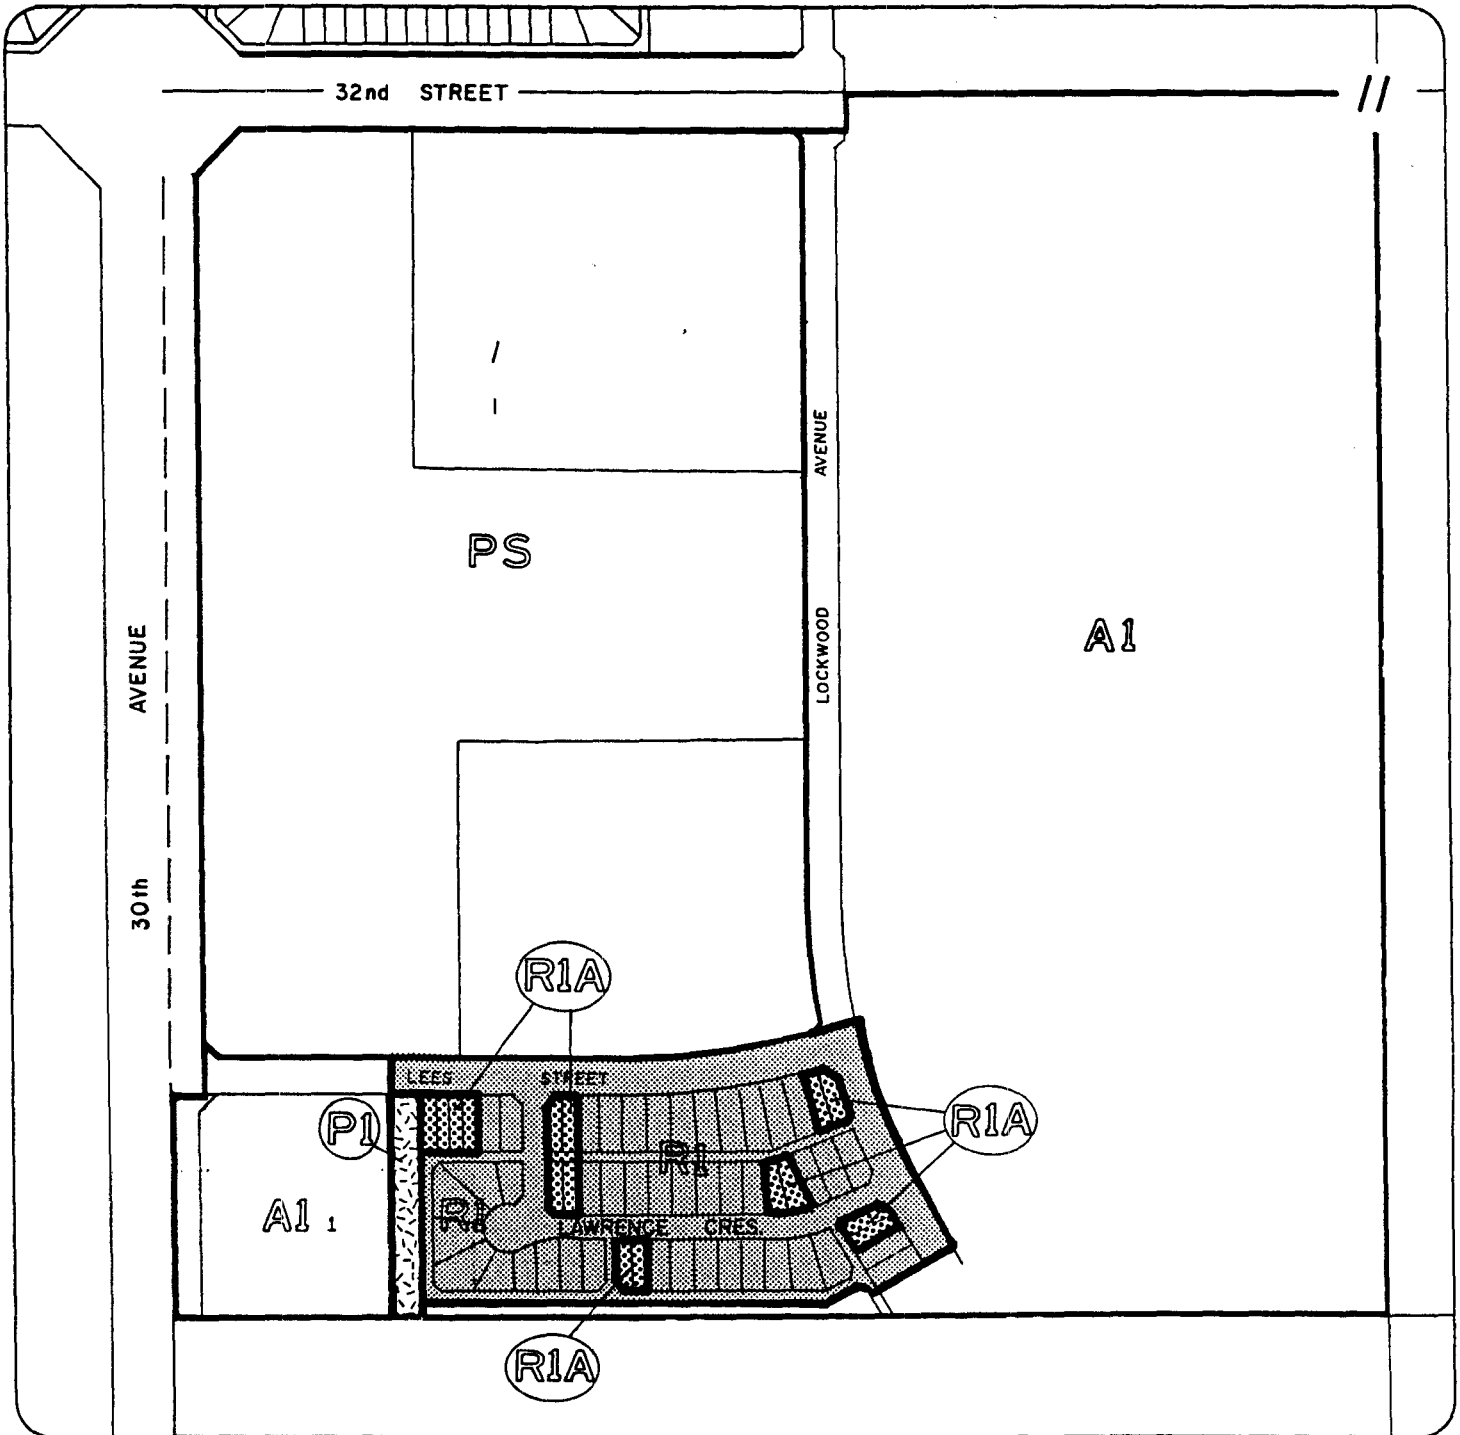 32nd STREET
AVENUE
PS
LOCKWOOD
A1
AVENUE
30th
R1A
LEES STREET
P1
R1
R1A
A1 1
R1
LAWRENCE CRES.
R1A